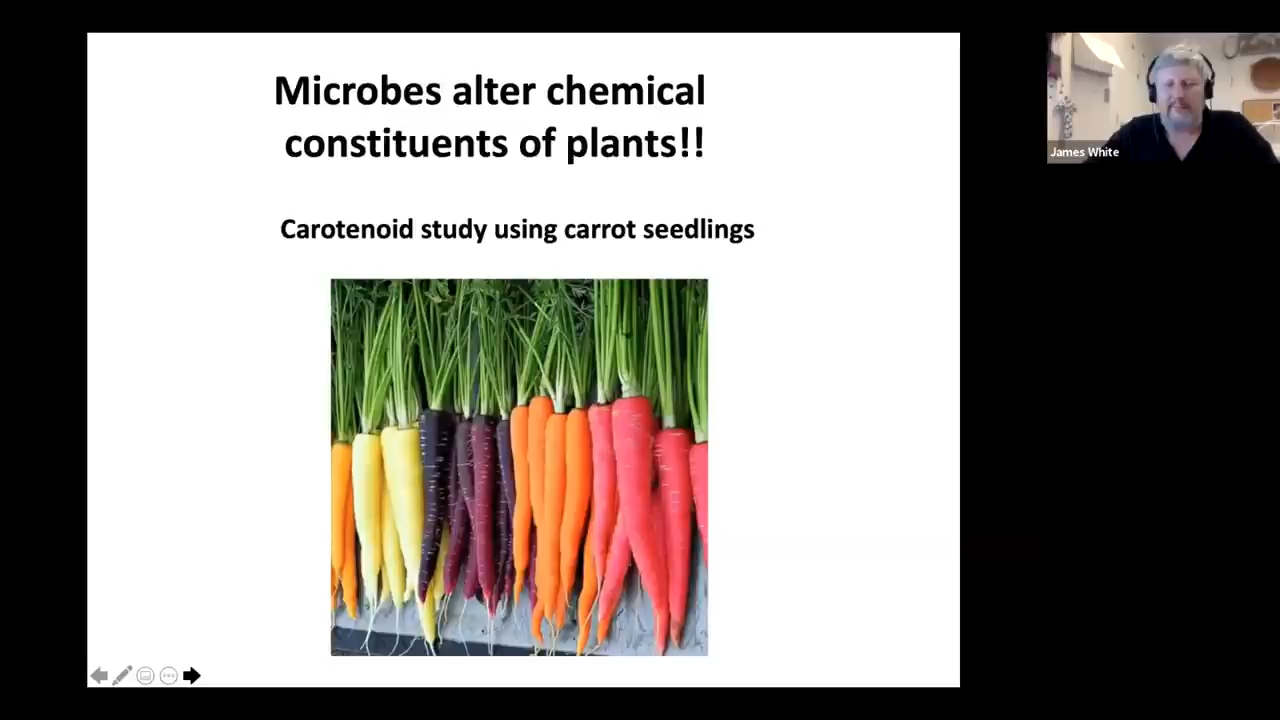 Microbes alter chemical
constituents of plants!!
Carotenoid study using carrot seedlings
James White